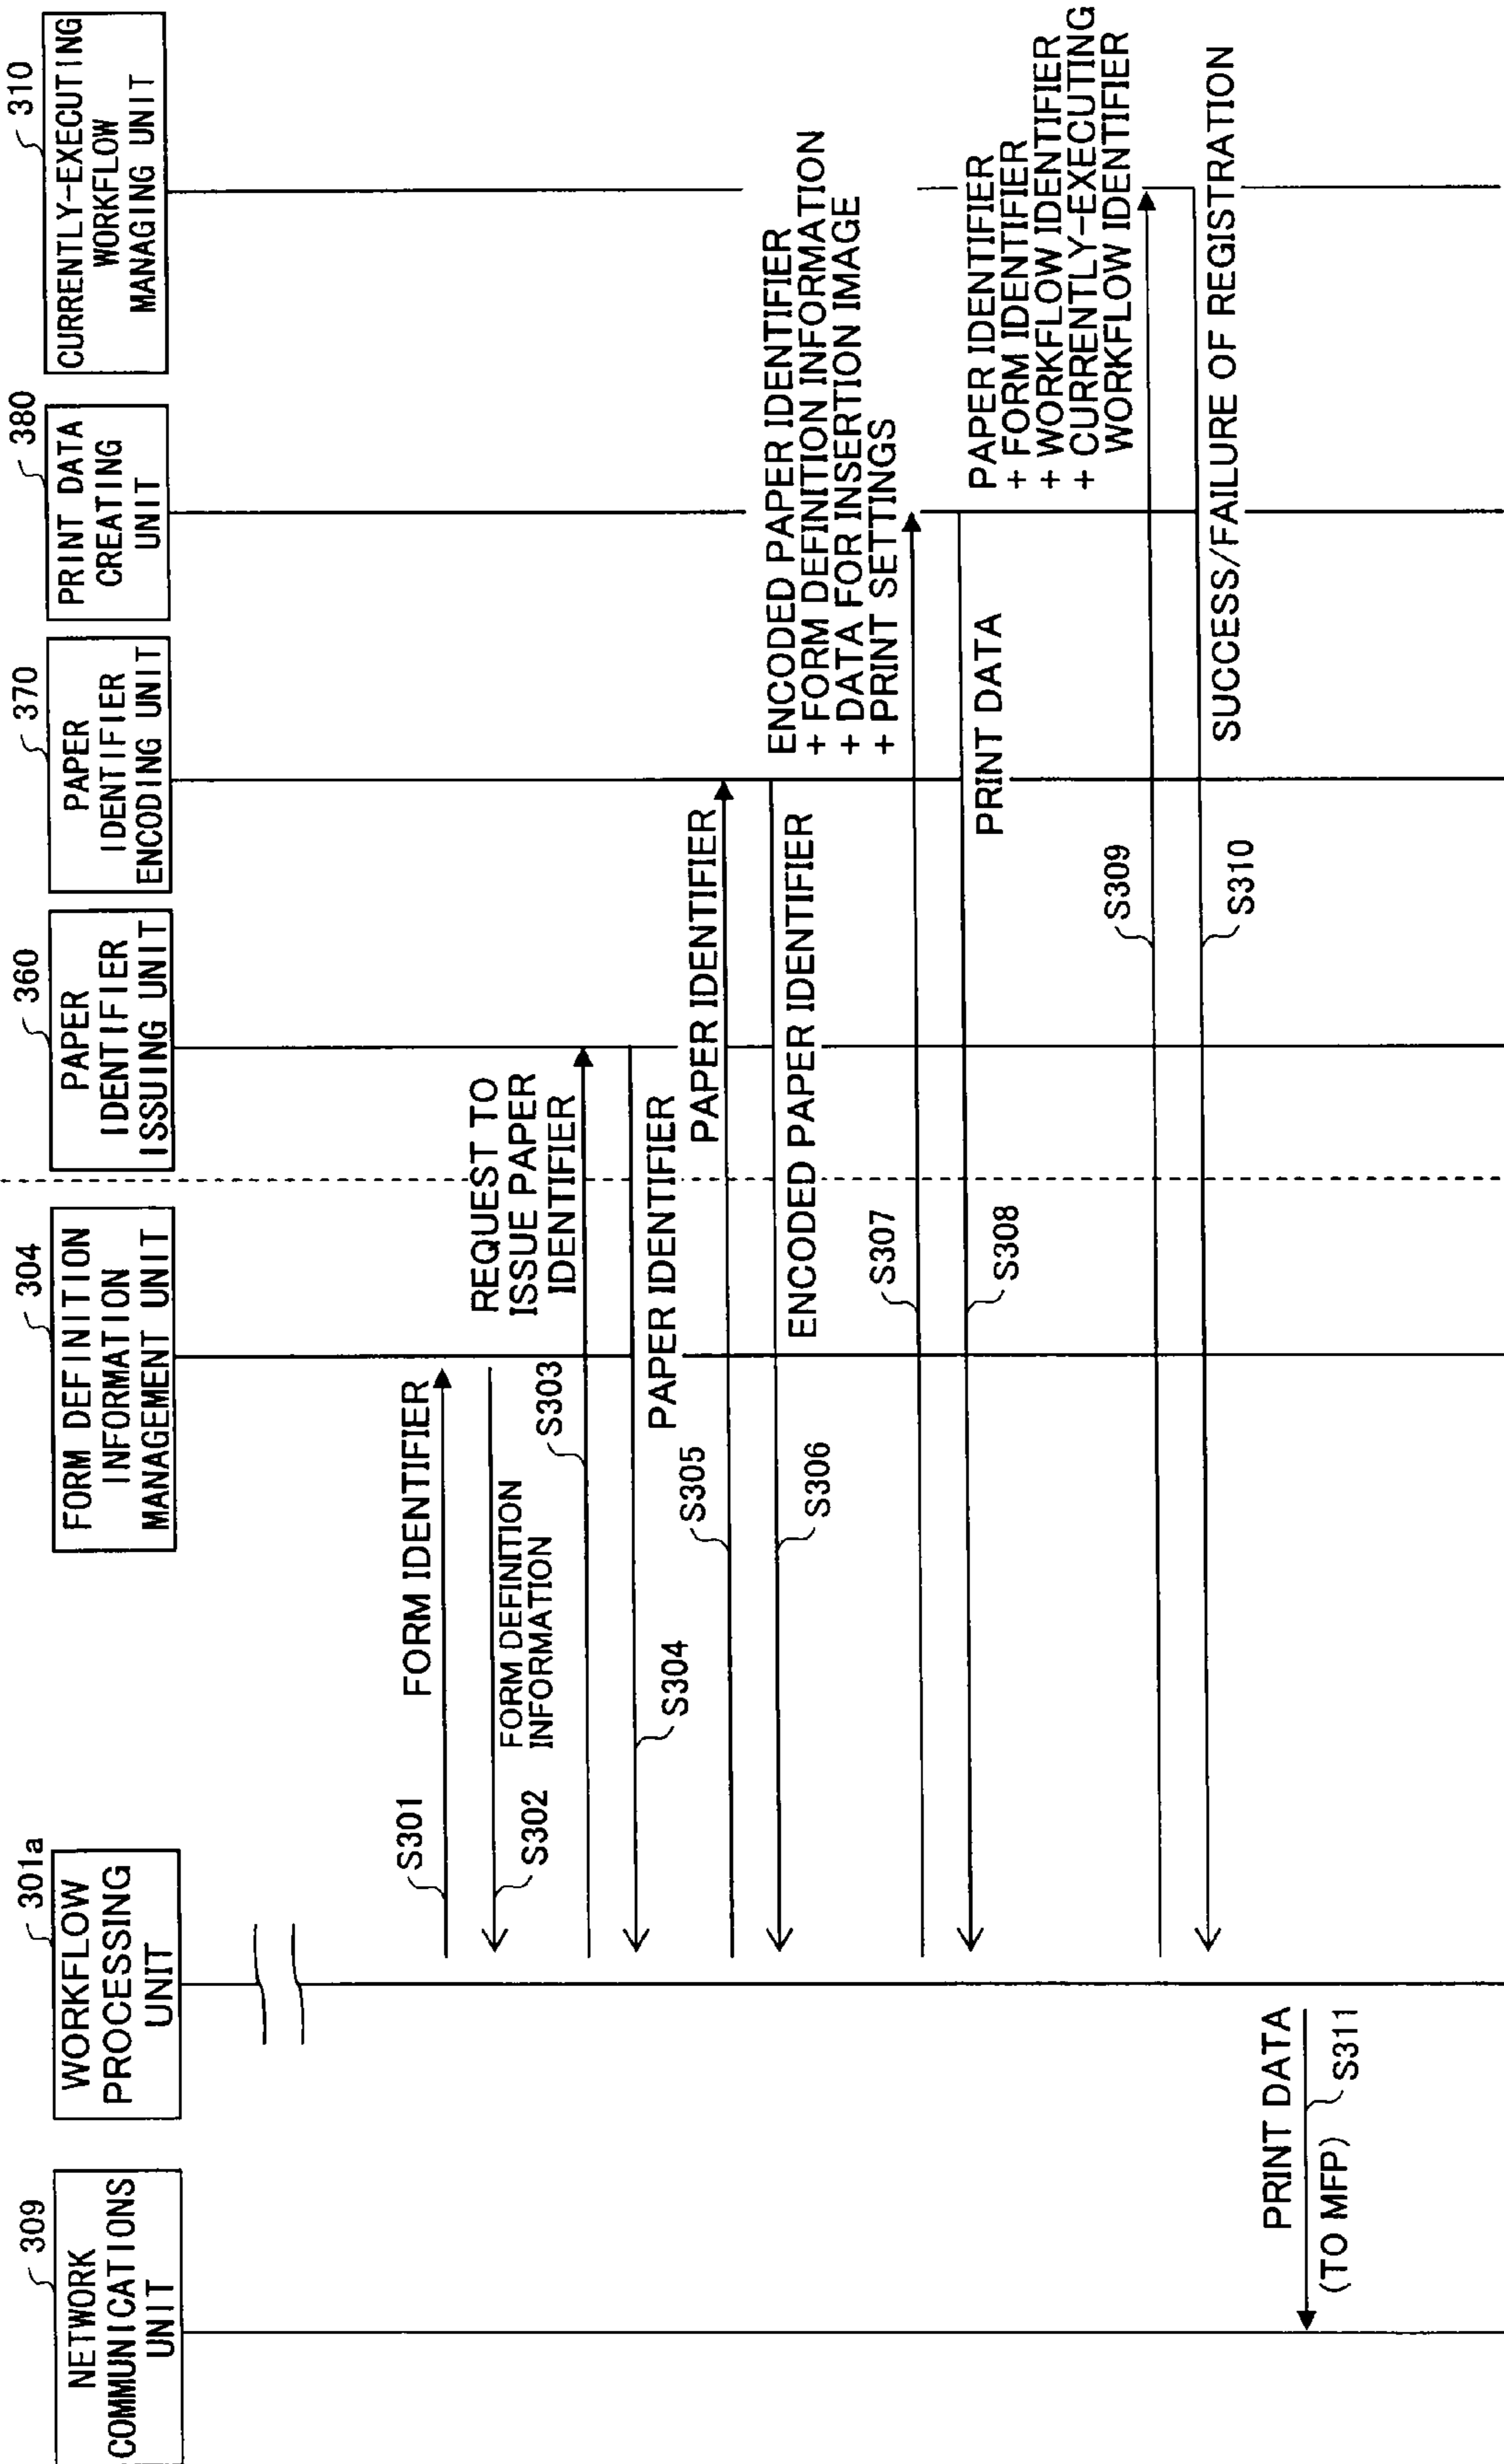 309
NETWORK
COMMUNICATIONS
UNIT
301a
WORKFLOW
PROCESSING
UNIT
304
FORM DEFINITION
INFORMATION
MANAGEMENT UNIT
360
PAPER
IDENTIFIER
ISSUING UNIT
370
PAPER
IDENTIFIER
ENCODING UNIT
380
PRINT DATA
CREATING
UNIT
310
CURRENTLY-EXECUTING
WORKFLOW
MANAGING UNIT
S301
FORM IDENTIFIER
S302
FORM DEFINITION
INFORMATION
S303
REQUEST TO
ISSUE PAPER
IDENTIFIER
S304
PAPER IDENTIFIER
S305
PAPER IDENTIFIER
S306
ENCODED PAPER IDENTIFIER
S307
ENCODED PAPER IDENTIFIER
+ FORM DEFINITION INFORMATION
+ DATA FOR INSERTION IMAGE
+ PRINT SETTINGS
S308
PRINT DATA
S309
PAPER IDENTIFIER
+ FORM IDENTIFIER
+ WORKFLOW IDENTIFIER
+ CURRENTLY-EXECUTING
WORKFLOW IDENTIFIER
S310
SUCCESS/FAILURE OF REGISTRATION
PRINT DATA
(TO MFP) S311